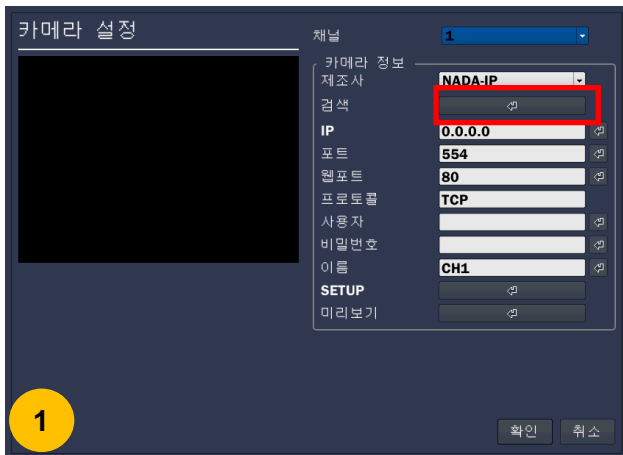 카메라 설정
채널 1
카메라 정보
제조사 NADA-IP
검색
IP 0.0.0.0
포트 554
웹포트 80
프로토콜 TCP
사용자
비밀번호
이름 CH1
SETUP
미리보기
1
확인 취소